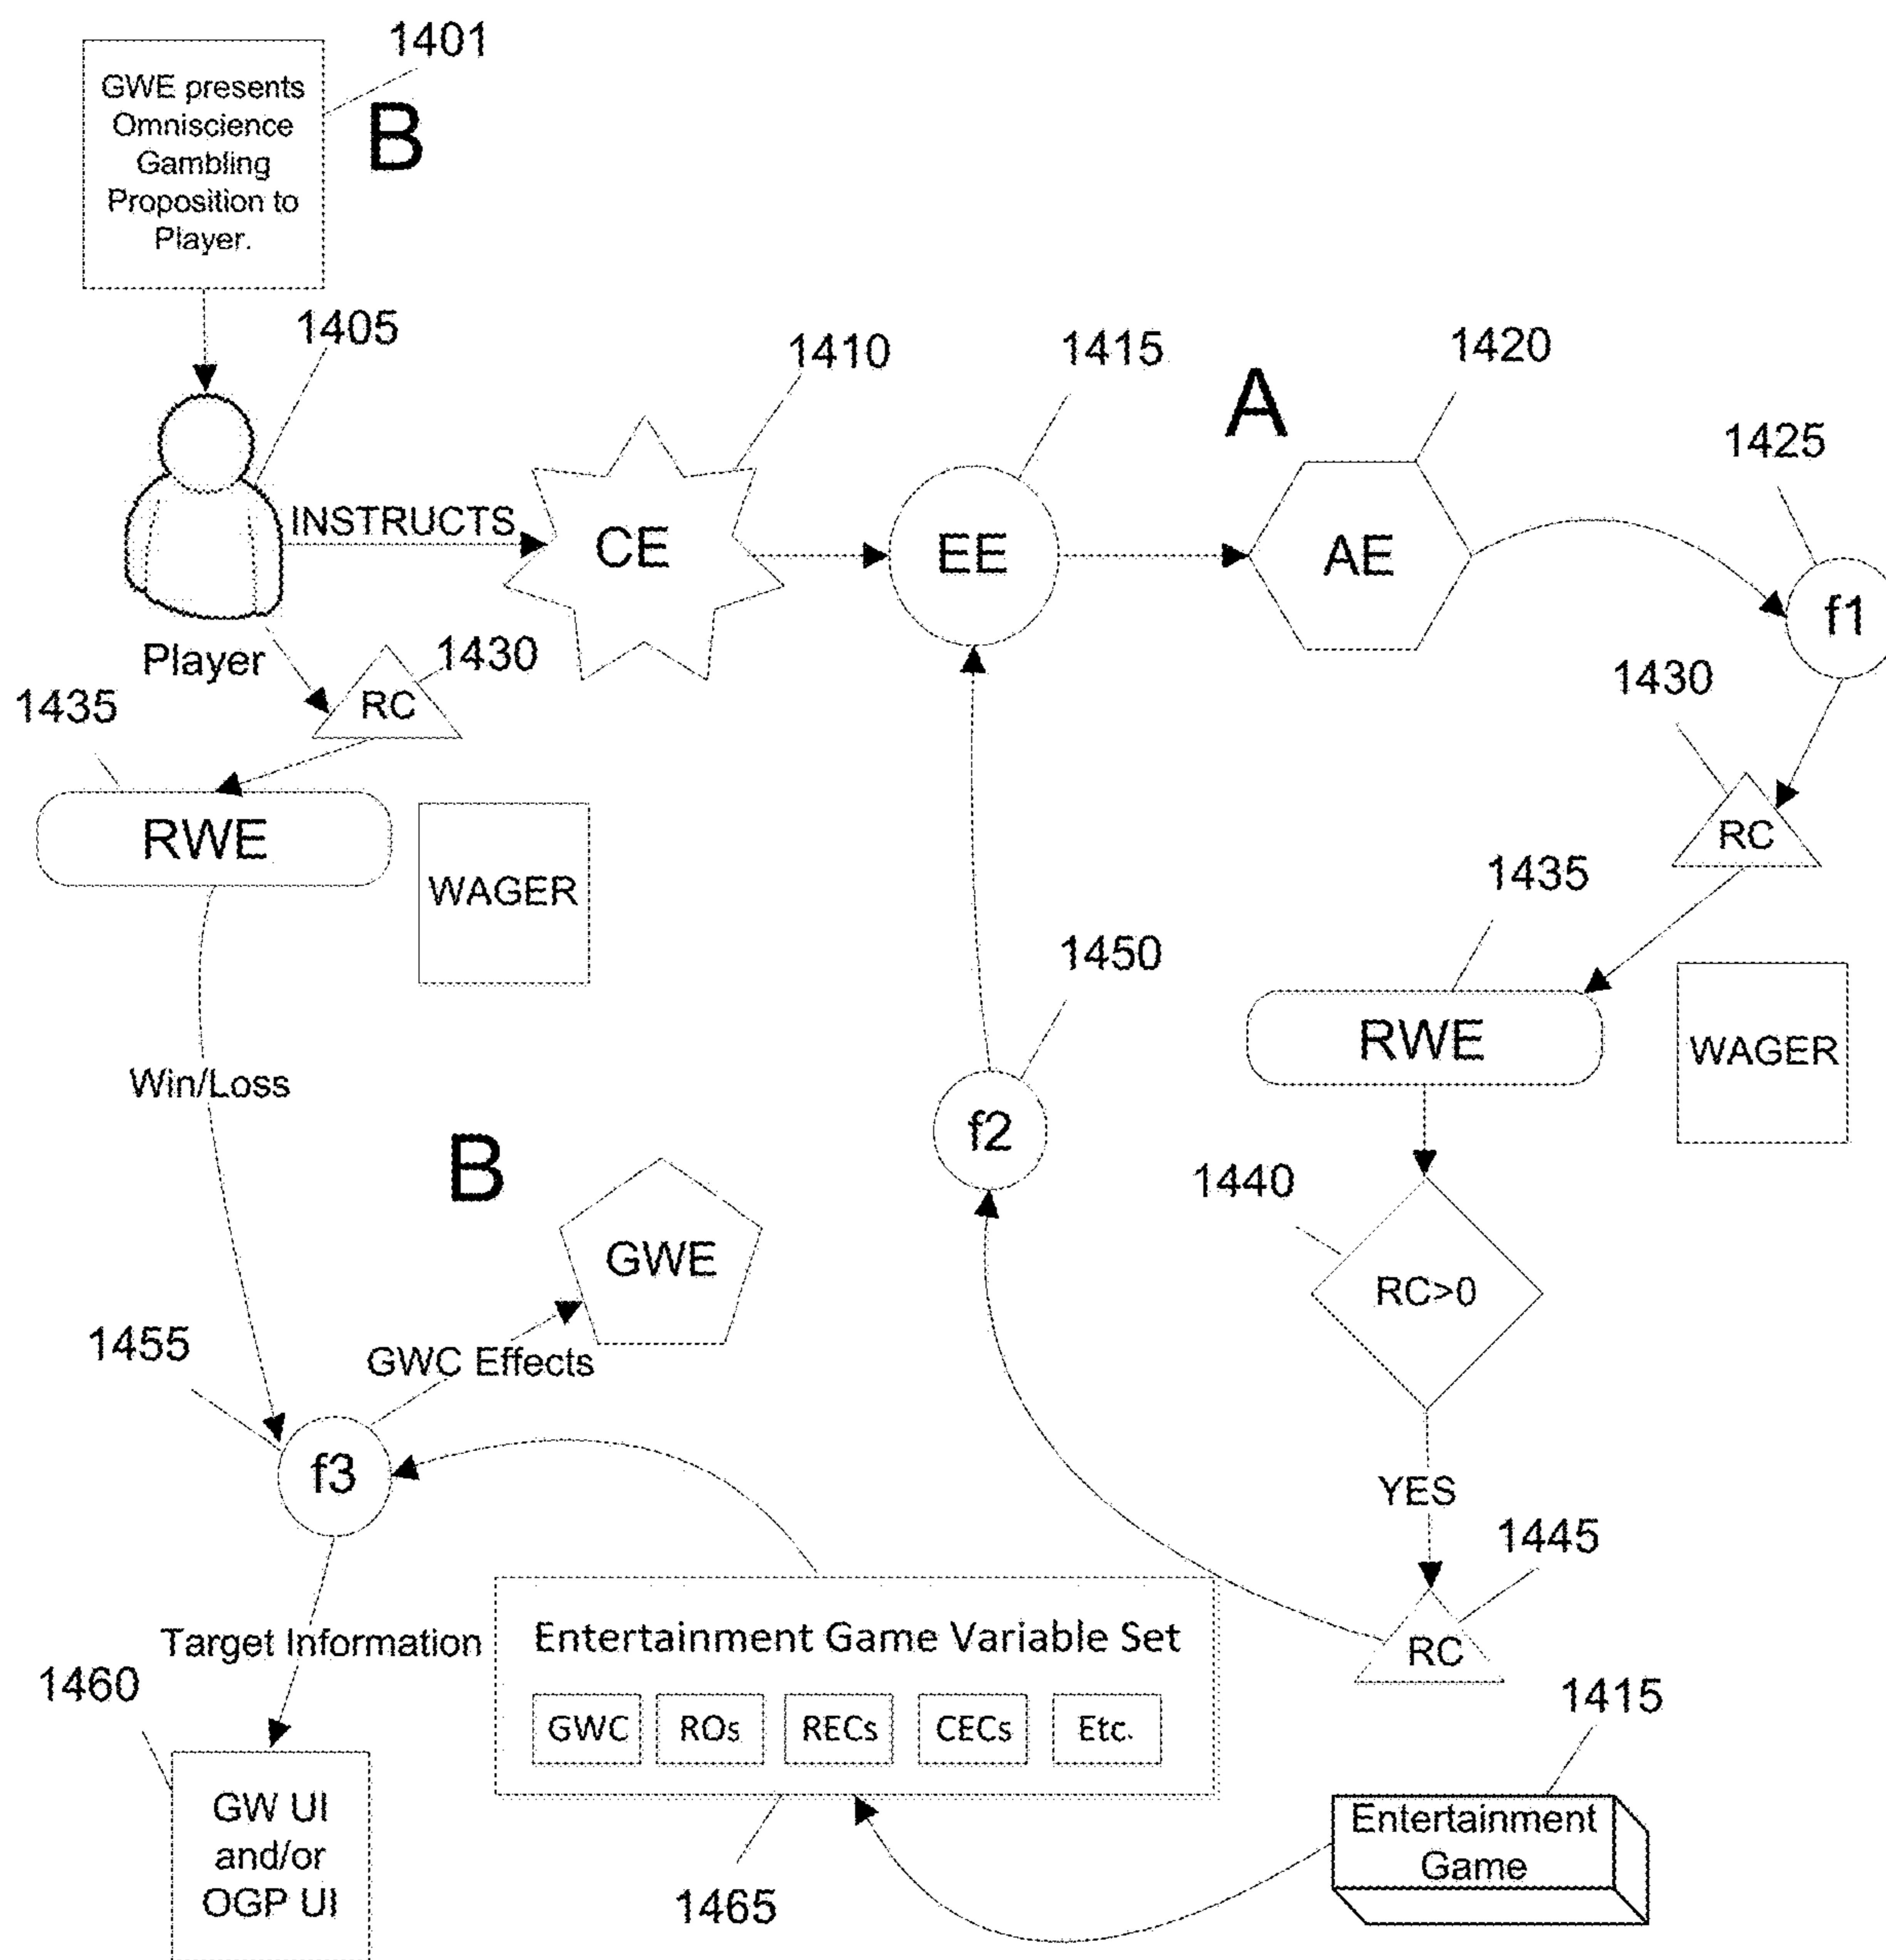 1401
GWE presents
Omniscience
Gambling
Proposition to
Player.
B
1405
1410
1415
1420
A
1425
INSTRUCTS
CE
EE
AE
f1
Player
1430
RC
1430
1435
RC
RWE
WAGER
1435
1450
RWE
WAGER
Win/Loss
f2
B
1440
GWE
RC>0
1455
GWC Effects
f3
YES
1445
Target Information
Entertainment Game Variable Set
RC
1460
GWC
ROs
RECs
CECs
Etc.
1415
GW UI
and/or
OGP UI
Entertainment
Game
1465